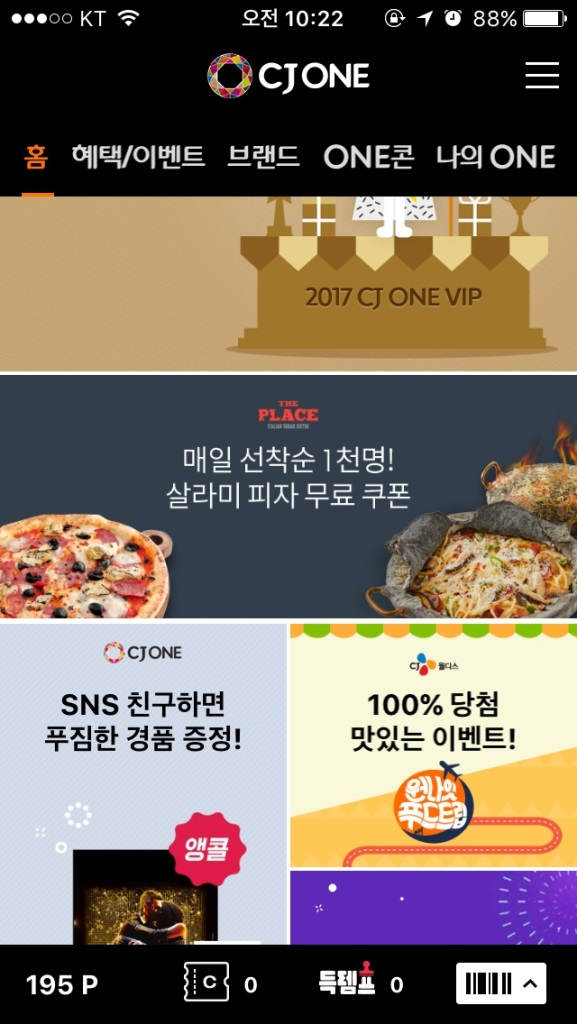 KT 오전 10:22 88%
CJ ONE
홈 혜택/이벤트 브랜드 ONE콘 나의 ONE
2017 CJ ONE VIP
THE
PLACE
매일 선착순 1천명!
살라미 피자 무료 쿠폰
CJ ONE
SNS 친구하면
푸짐한 경품 증정!
앵콜
CJ 월디스
100% 당첨
맛있는 이벤트!
원나잇
푸드트립
195 P C 0 득템 0